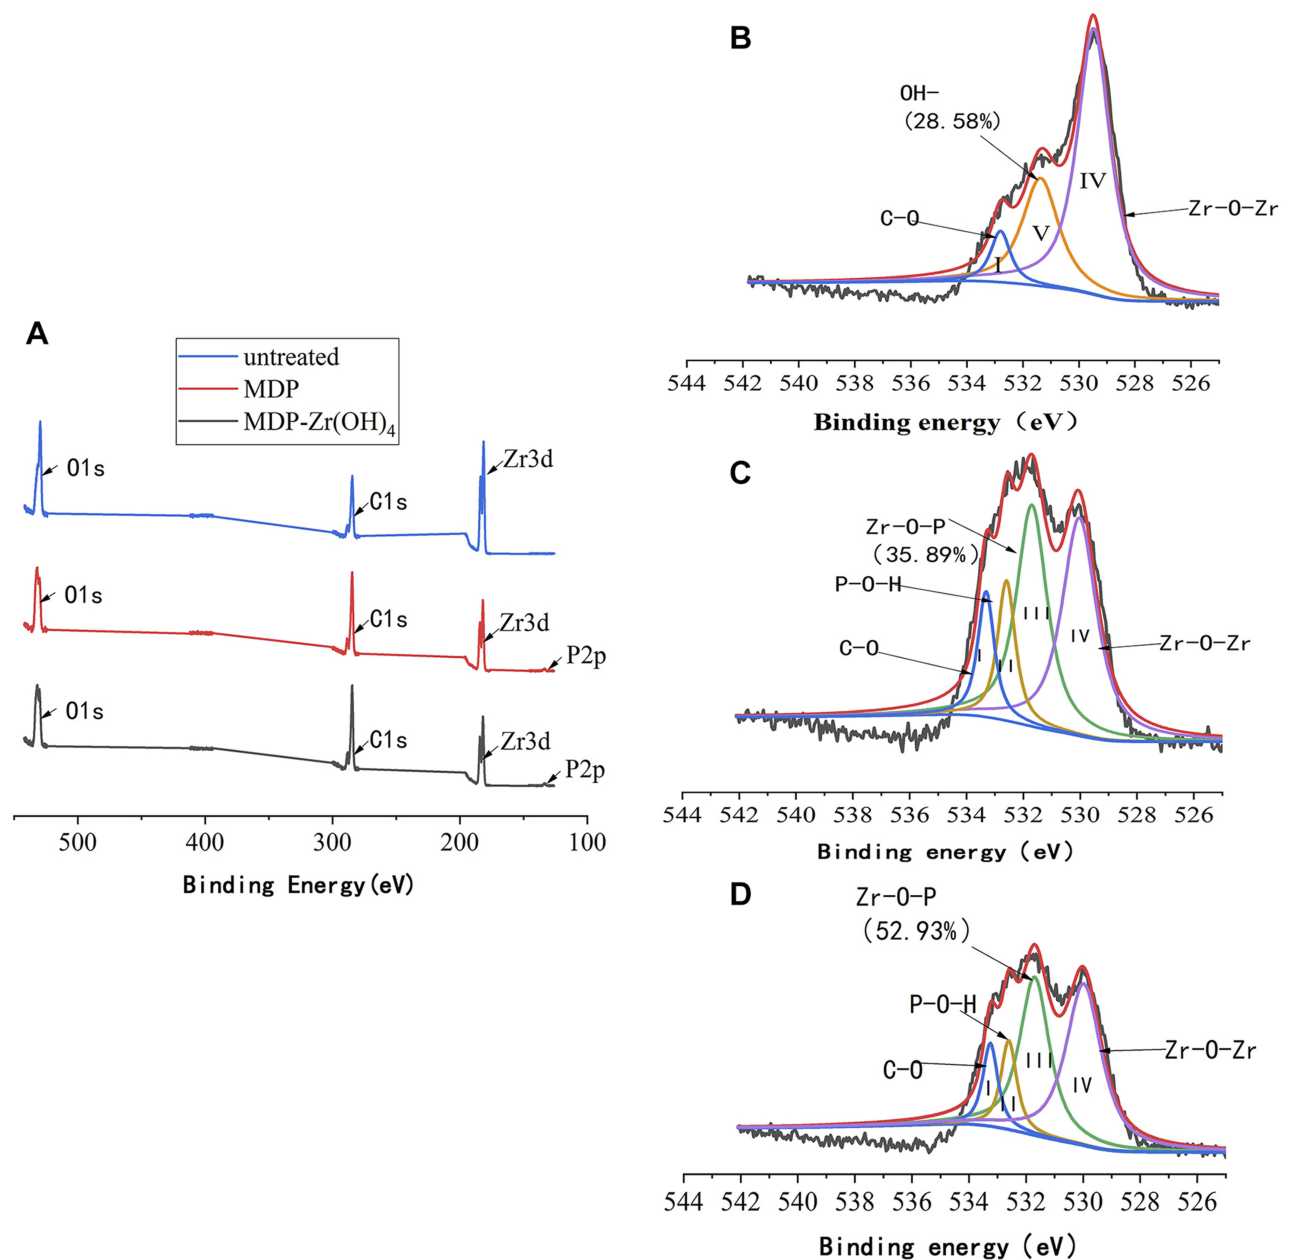 A
untreated
MDP
MDP-Zr(OH)4
O1s
C1s
Zr3d
O1s
C1s
Zr3d
P2p
O1s
C1s
Zr3d
P2p
500 400 300 200 100
Binding Energy(eV)
B
OH-
(28.58%)
C-O
I
V
IV
Zr-O-Zr
544 542 540 538 536 534 532 530 528 526
Binding energy (eV)
C
Zr-O-P
(35.89%)
P-O-H
C-O
I
II
III
IV
Zr-O-Zr
544 542 540 538 536 534 532 530 528 526
Binding energy (eV)
D
Zr-O-P
(52.93%)
P-O-H
C-O
I
II
III
IV
Zr-O-Zr
544 542 540 538 536 534 532 530 528 526
Binding energy (eV)